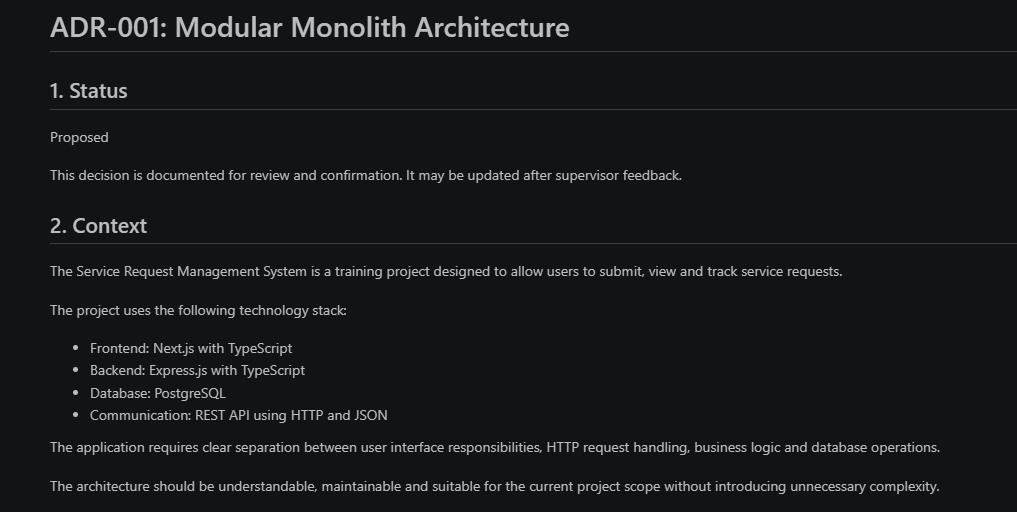 ADR-001: Modular Monolith Architecture
1. Status
Proposed
This decision is documented for review and confirmation. It may be updated after supervisor feedback.
2. Context
The Service Request Management System is a training project designed to allow users to submit, view and track service requests.
The project uses the following technology stack:
• Frontend: Next.js with TypeScript
• Backend: Express.js with TypeScript
• Database: PostgreSQL
• Communication: REST API using HTTP and JSON
The application requires clear separation between user interface responsibilities, HTTP request handling, business logic and database operations.
The architecture should be understandable, maintainable and suitable for the current project scope without introducing unnecessary complexity.